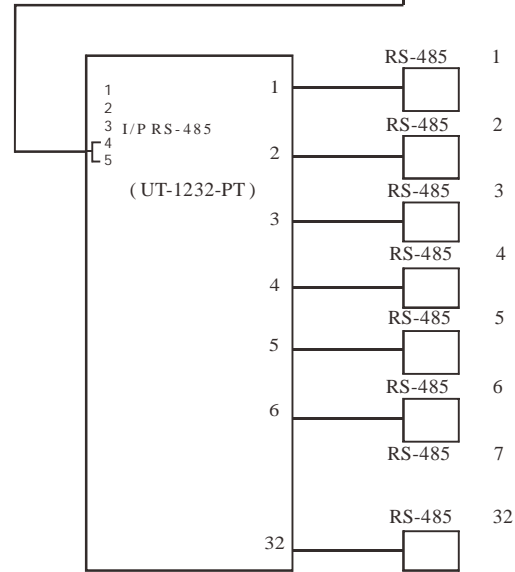 RS-485 1
1
1
2
RS-485 2
3 I/P RS-485
4
2
5
(UT-1232-PT)
RS-485 3
3
RS-485 4
4
RS-485 5
5
RS-485 6
6
RS-485 7
RS-485 32
32